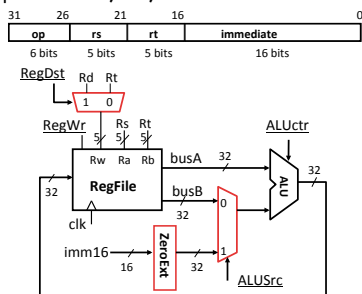 31 26 21 16 0
op rs rt immediate
6 bits 5 bits 5 bits 16 bits
Rd Rt
RegDst
1 0
RegWr Rs Rt ALUctr
5 5 5
Rw Ra Rb busA 32 32
RegFile ALU
32 busB
32 0
clk
imm16 ZeroExt 1
16 32
ALUSrc